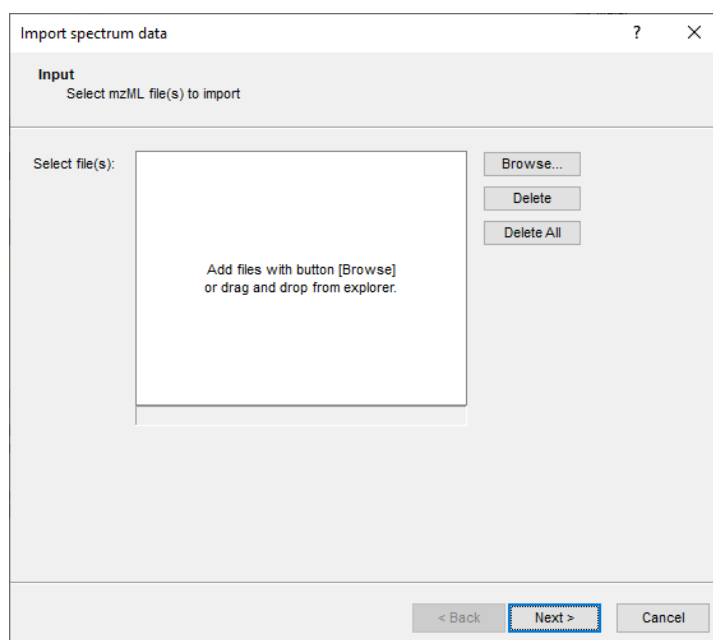 Import spectrum data
?
Input
Select mzML file(s) to import
Select file(s):
Browse...
Delete
Delete All
Add files with button [Browse]
or drag and drop from explorer.
< Back
Next >
Cancel